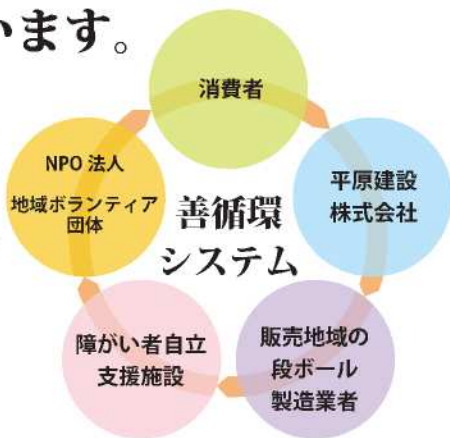 います。
消費者
平原建設
株式会社
販売地域の
段ボール
製造業者
障がい者自立
支援施設
NPO 法人
地域ボランティア
団体
善循環
システム